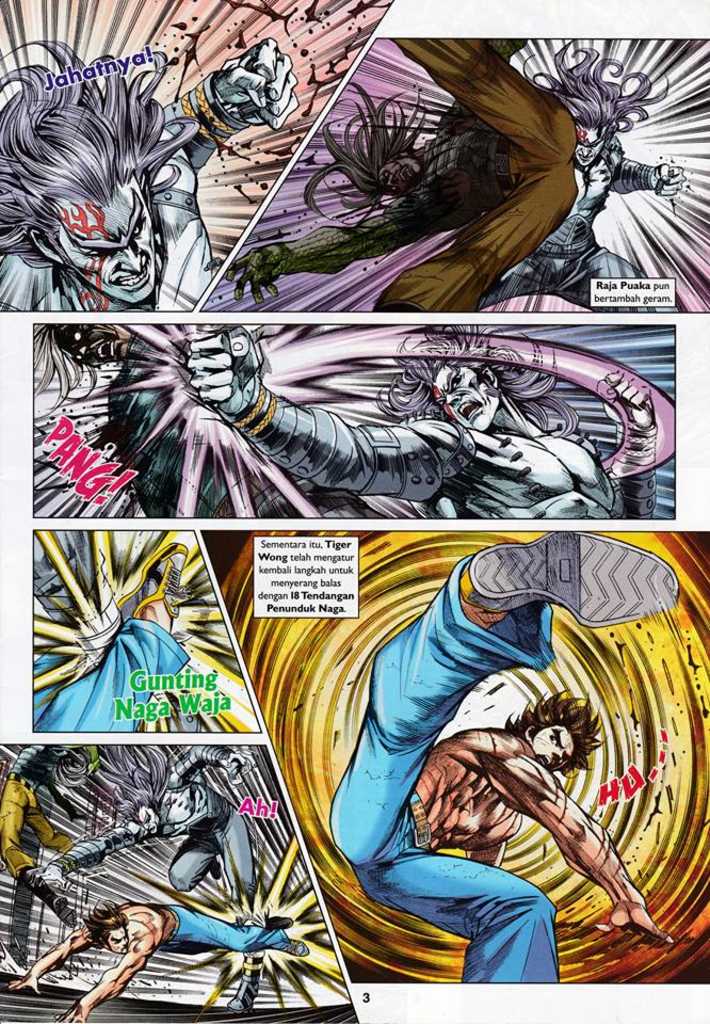 Jahatnya!
Raja Puaka pun
bertambah geram.
PANG!
Sementara itu, Tiger
Wong telah mengatur
kembali langkah untuk
menyerang balas
dengan 18 Tendangan
Penunduk Naga.
Gunting
Naga Waja
HU..!
Ah!
3